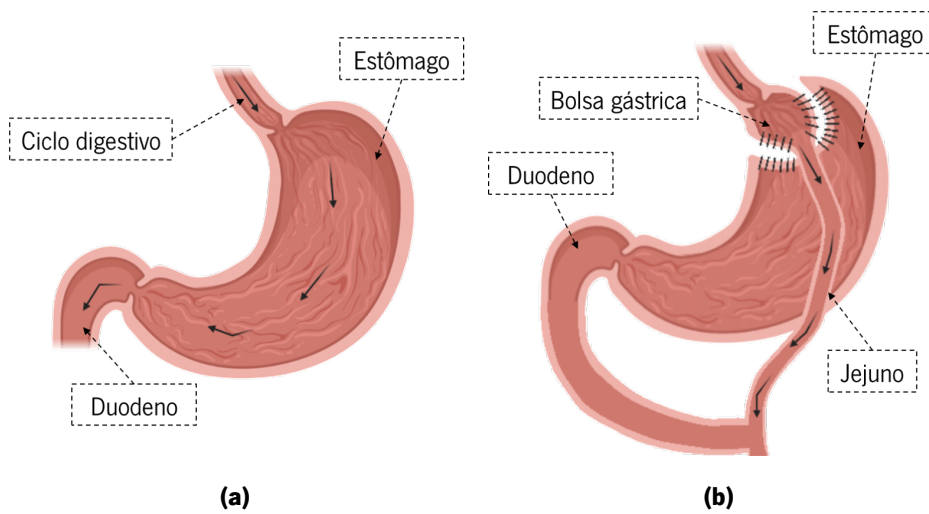 Estômago
Ciclo digestivo
Duodeno
(a)
Estômago
Bolsa gástrica
Duodeno
Jejuno
(b)